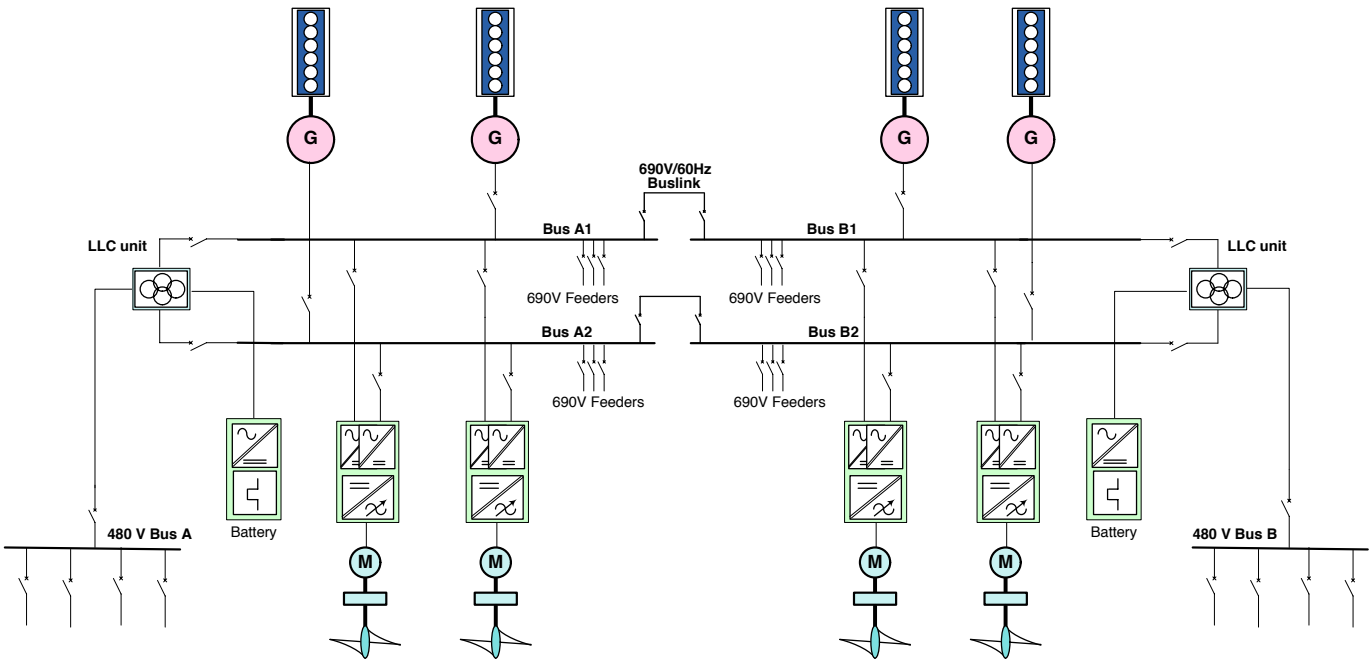 G
G
G
G
690V/60Hz
Buslink
Bus A1
Bus B1
LLC unit
LLC unit
690V Feeders
690V Feeders
Bus A2
Bus B2
690V Feeders
690V Feeders
480 V Bus A
Battery
Battery
480 V Bus B
M
M
M
M